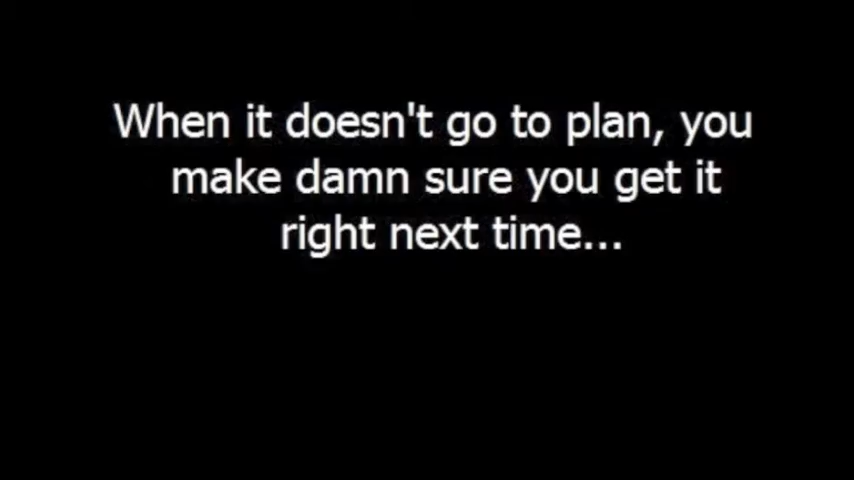 When it doesn't go to plan, you
make damn sure you get it
right next time...